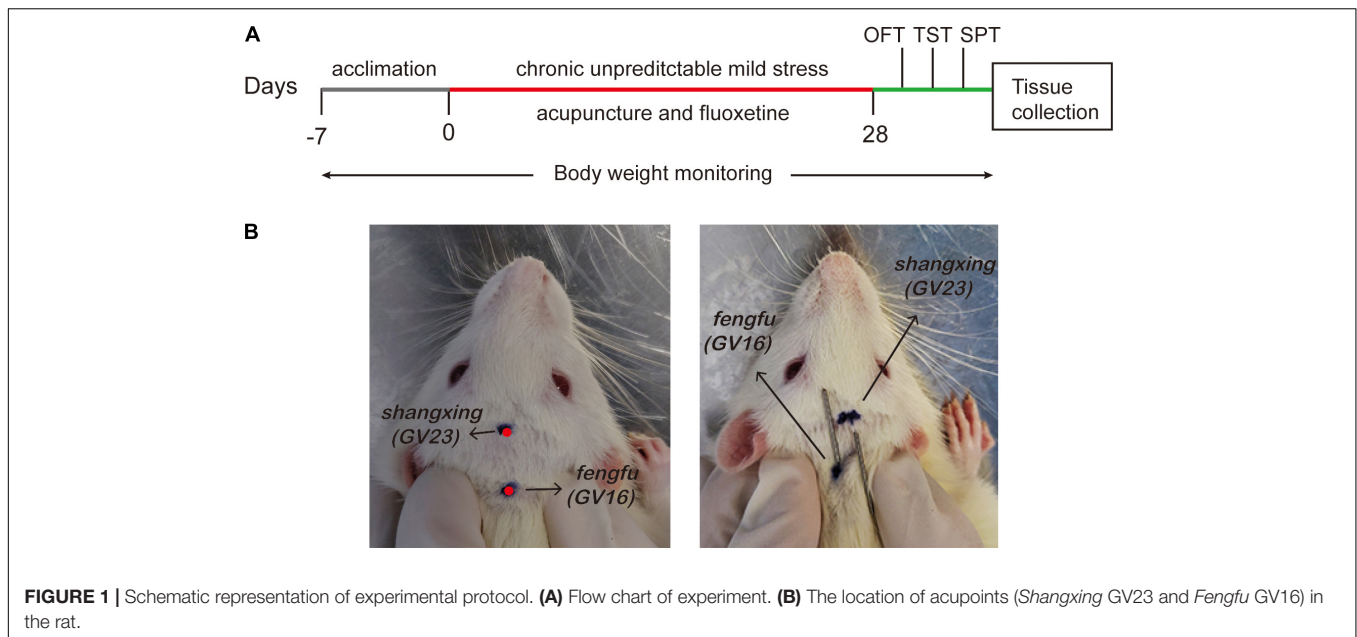 A
OFT TST SPT
Days
acclimation
chronic unpreditctable mild stress
acupuncture and fluoxetine
-7
0
28
Tissue
collection
Body weight monitoring
B
shangxing
(GV23)
fengfu
(GV16)
shangxing
(GV23)
fengfu
(GV16)
FIGURE 1 | Schematic representation of experimental protocol. (A) Flow chart of experiment. (B) The location of acupoints (Shangxing GV23 and Fengfu GV16) in
the rat.